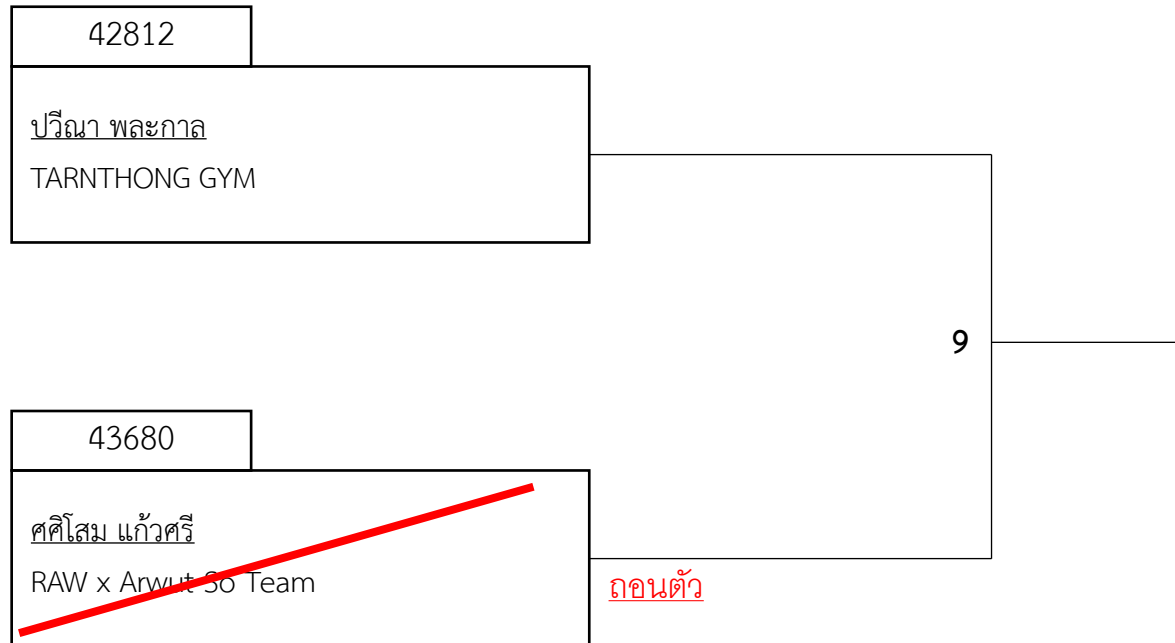 42812
ปวีณา พละกาล
TARNTHONG GYM
9
43680
ศศิโสม แก้วศรี
RAW x Arwut So Team
ถอนตัว